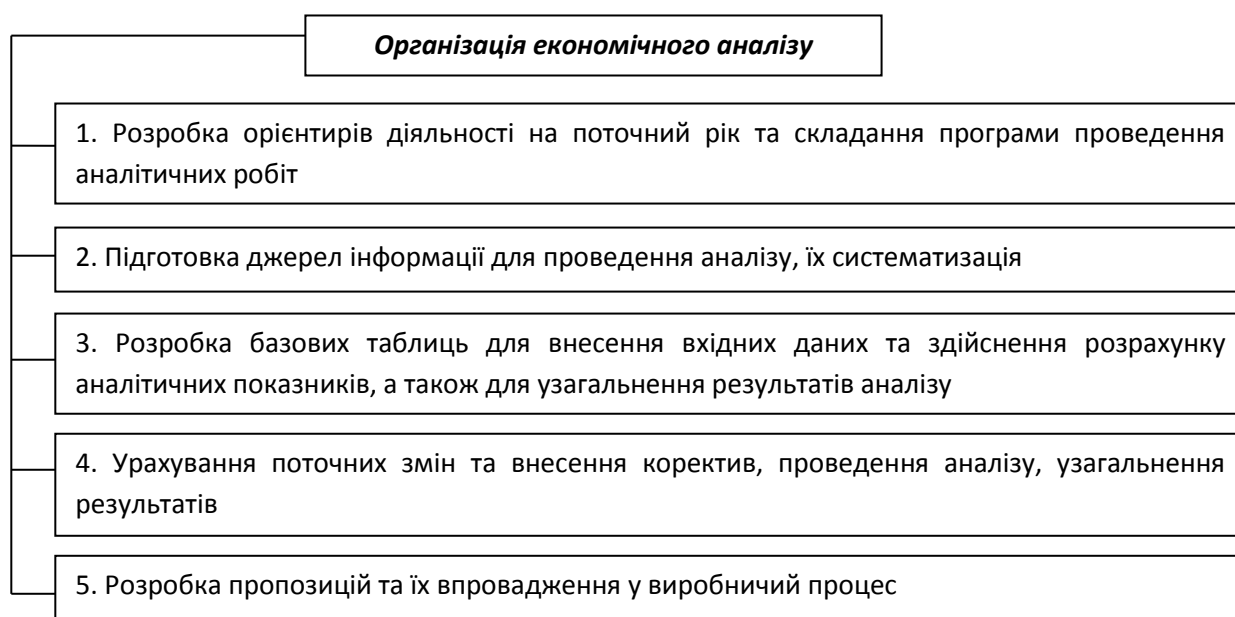 Організація економічного аналізу
1. Розробка орієнтирів діяльності на поточний рік та складання програми проведення
аналітичних робіт
2. Підготовка джерел інформації для проведення аналізу, їх систематизація
3. Розробка базових таблиць для внесення вхідних даних та здійснення розрахунку
аналітичних показників, а також для узагальнення результатів аналізу
4. Урахування поточних змін та внесення коректив, проведення аналізу, узагальнення
результатів
5. Розробка пропозицій та їх впровадження у виробничий процес